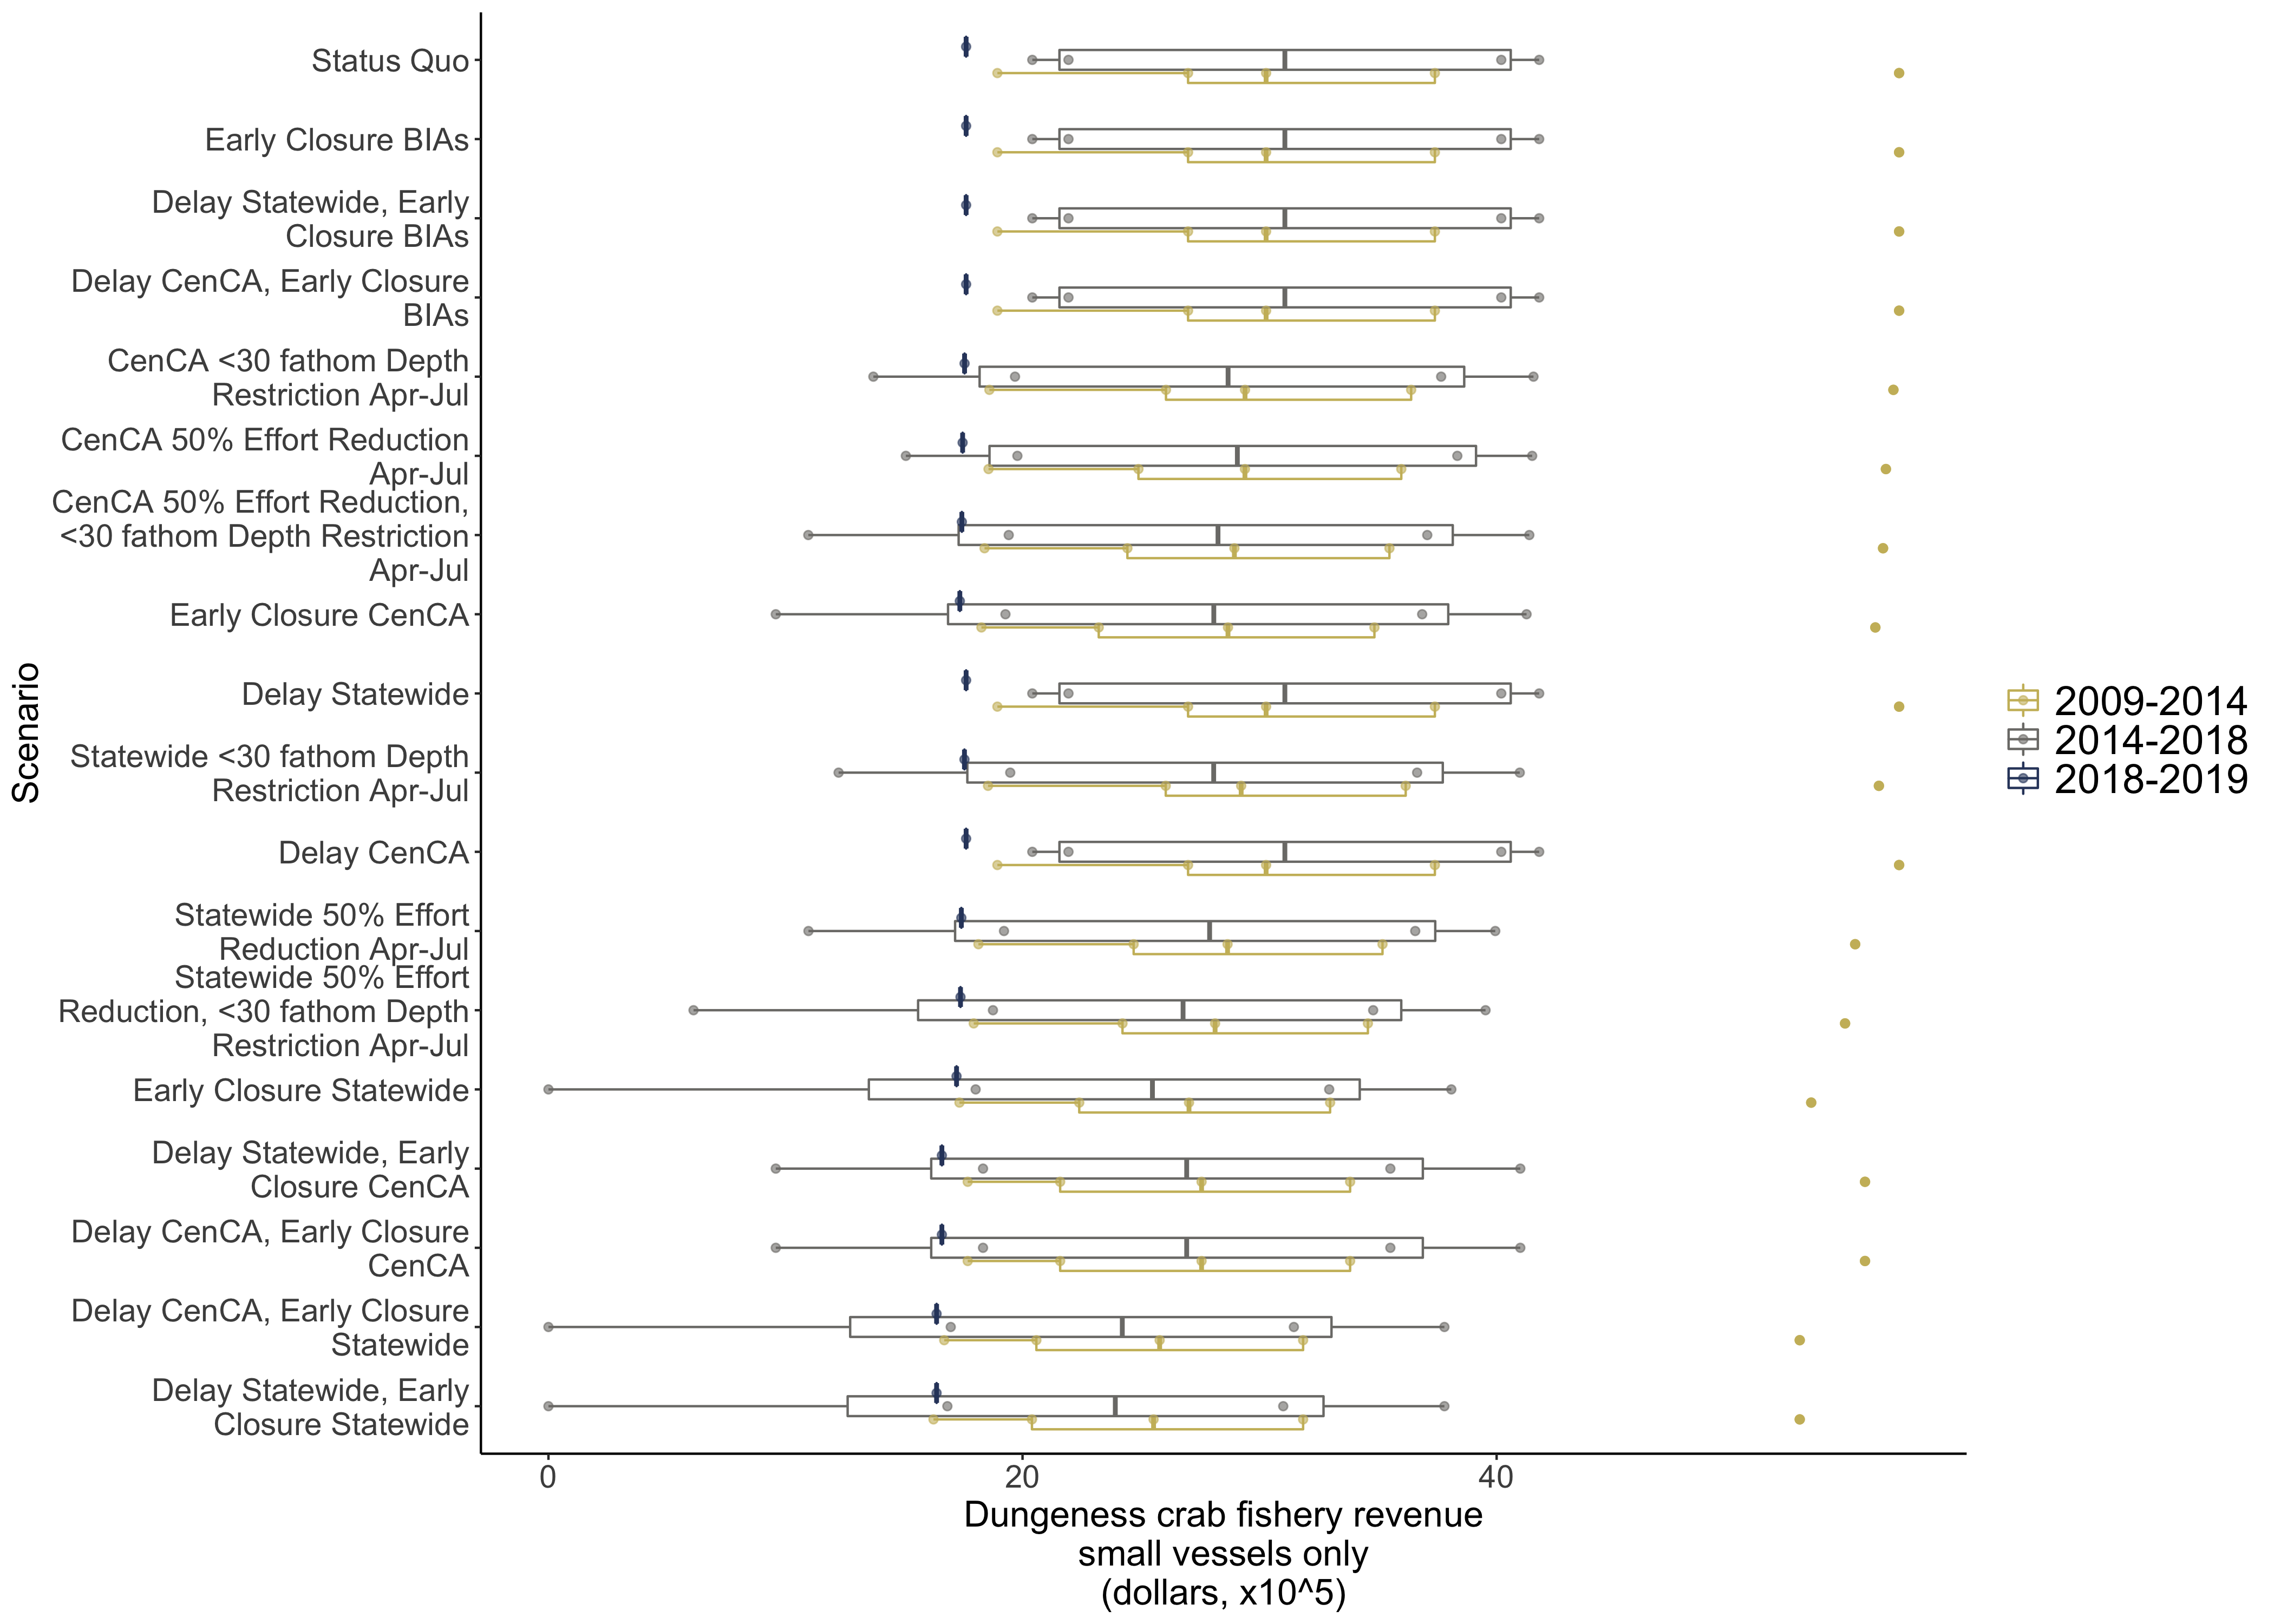 Status Quo
Early Closure BIAs
Delay Statewide, Early
Closure BIAs
Delay CenCA, Early Closure
BIAs
CenCA <30 fathom Depth
Restriction Apr-Jul
CenCA 50% Effort Reduction
Apr-Jul
CenCA 50% Effort Reduction,
<30 fathom Depth Restriction
Apr-Jul
Early Closure CenCA
Delay Statewide
Statewide <30 fathom Depth
Restriction Apr-Jul
Delay CenCA
Statewide 50% Effort
Reduction Apr-Jul
Statewide 50% Effort
Reduction, <30 fathom Depth
Restriction Apr-Jul
Early Closure Statewide
Delay Statewide, Early
Closure CenCA
Delay CenCA, Early Closure
CenCA
Delay CenCA, Early Closure
Statewide
Delay Statewide, Early
Closure Statewide
Scenario
0 20 40
Dungeness crab fishery revenue
small vessels only
(dollars, x10^5)
2009-2014
2014-2018
2018-2019